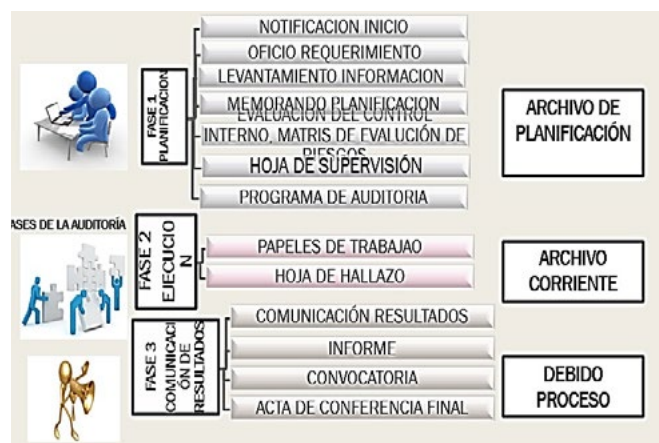 NOTIFICACION INICIO
OFICIO REQUERIMIENTO
LEVANTAMIENTO INFORMACION
MEMORANDO PLANIFICACION
EVALUACION DEL CONTROL
INTERNO, MATRIS DE EVALUCIÓN DE
RIESGOS
HOJA DE SUPERVISIÓN
PROGRAMA DE AUDITORIA
FASE 1
PLANIFICACION
ARCHIVO DE
PLANIFICACIÓN
ASES DE LA AUDITORÍA
FASE 2
EJECUCIO
N
PAPELES DE TRABAJAO
HOJA DE HALLAZO
ARCHIVO
CORRIENTE
FASE 3
COMUNICACI
ÓN DE
RESULTADOS
COMUNICACIÓN RESULTADOS
INFORME
CONVOCATORIA
ACTA DE CONFERENCIA FINAL
DEBIDO
PROCESO